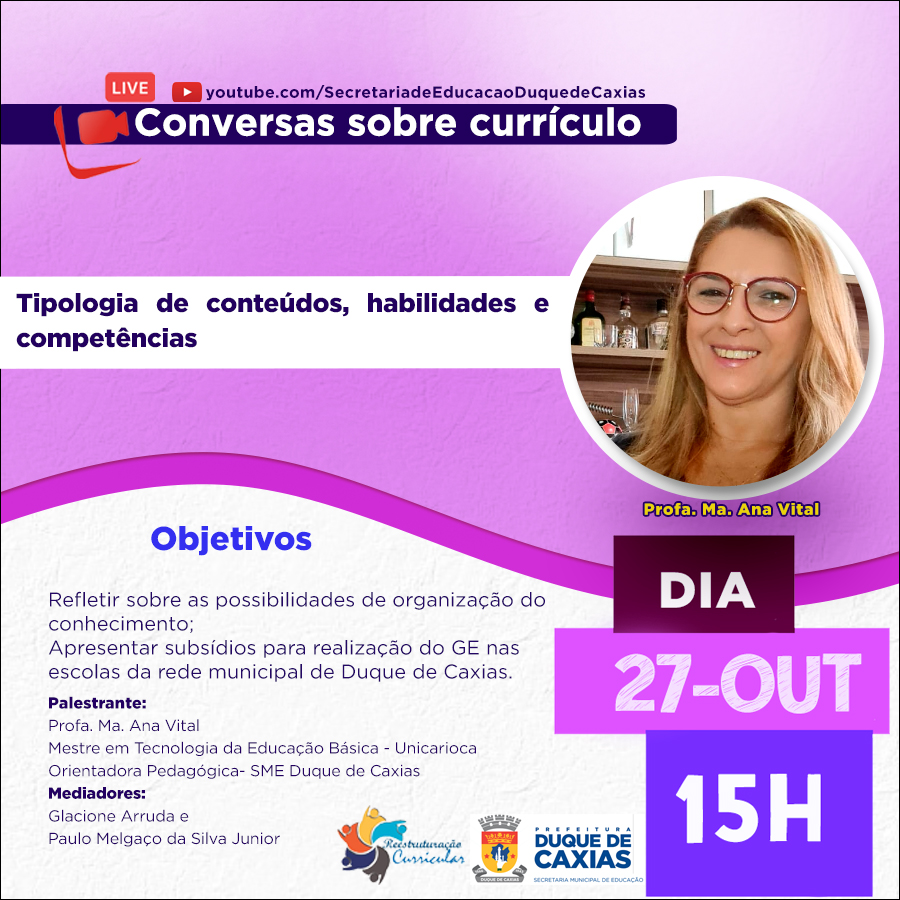 LIVE
youtube.com/SecretariadeEducacaoDuquedeCaxias
Conversas sobre currículo
Tipologia de conteúdos, habilidades e
competências
Profa. Ma. Ana Vital
Objetivos
Refletir sobre as possibilidades de organização do
conhecimento;
Apresentar subsídios para realização do GE nas
escolas da rede municipal de Duque de Caxias.
Palestrante:
Profa. Ma. Ana Vital
Mestre em Tecnologia da Educação Básica - Unicarioca
Orientadora Pedagógica- SME Duque de Caxias
Mediadores:
Glacione Arruda e
Paulo Melgaço da Silva Junior
DIA
27-OUT
15H
Reestruturação
Curricular
DUQUE DE CAXIAS
PREFEITURA
DUQUE DE
CAXIAS
SECRETARIA MUNICIPAL DE EDUCAÇÃO